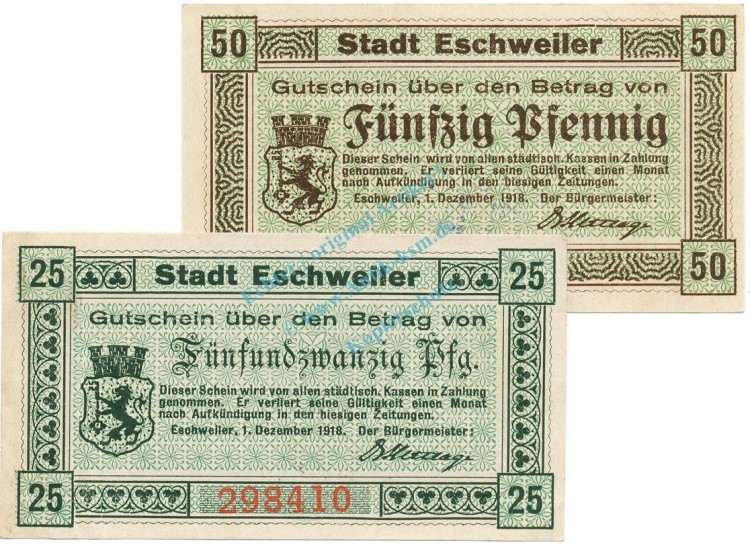 50 Stadt Eschweiler 50
Gutschein über den Betrag von
Fünfzig Pfennig
Dieser Schein wird von allen städtisch. Kassen in Zahlung
genommen. Er verliert seine Gültigkeit einen Monat
nach Aufkündigung in den hiesigen Zeitungen.
Eschweiler, 1. Dezember 1918. Der Bürgermeister:
50
25 Stadt Eschweiler 25
Gutschein über den Betrag von
Fünfundzwanzig Pfg.
Dieser Schein wird von allen städtisch. Kassen in Zahlung
genommen. Er verliert seine Gültigkeit einen Monat
nach Aufkündigung in den hiesigen Zeitungen.
Eschweiler, 1. Dezember 1918. Der Bürgermeister:
25 298410 25